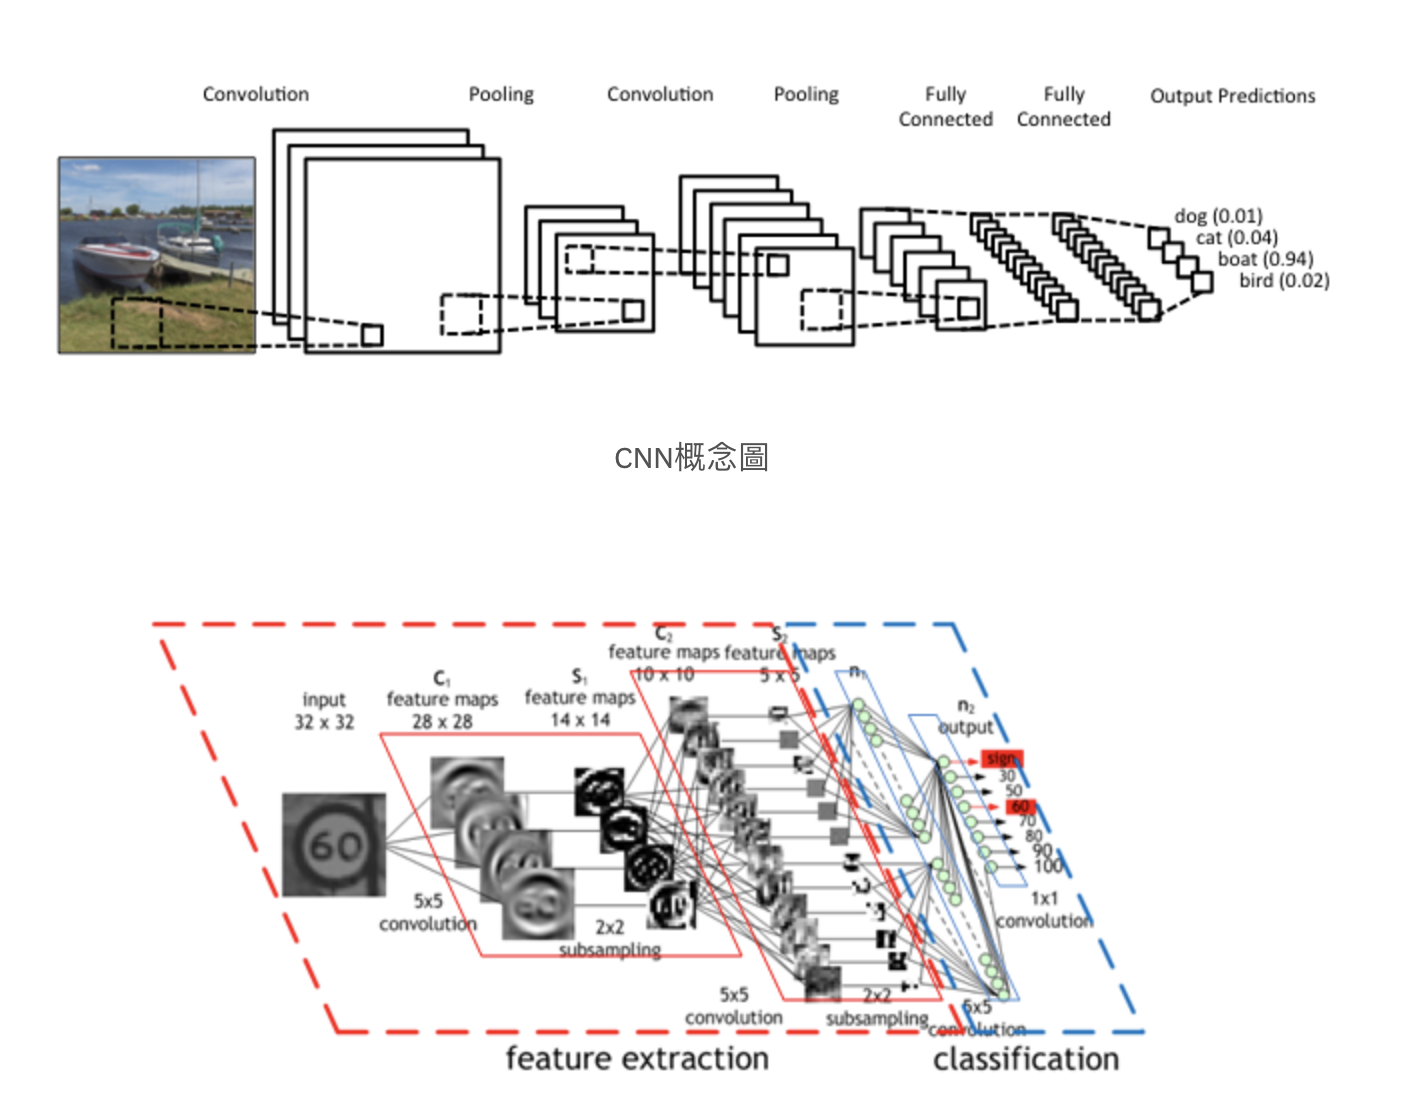 Convolution
Pooling
Convolution
Pooling
Fully
Connected
Fully
Connected
Output Predictions
dog (0.01)
cat (0.04)
boat (0.94)
bird (0.02)
CNN概念圖
input
32 x 32
C1
feature maps
28 x 28
S1
feature maps
14 x 14
C2
feature maps
10 x 10
S2
feature maps
5 x 5
n1
n2
output
sign
30
50
60
70
80
90
100
60
5x5
convolution
2x2
subsampling
5x5
convolution
2x2
subsampling
5x5
convolution
1x1
convolution
feature extraction
classification